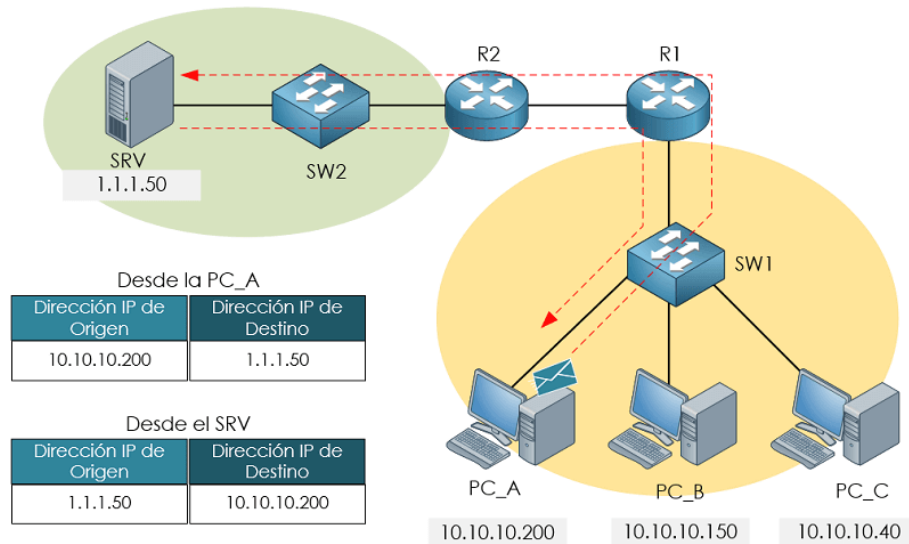 R2
R1
SRV
1.1.1.50
SW2
SW1
Desde la PC_A
Dirección IP de
Origen
Dirección IP de
Destino
10.10.10.200
1.1.1.50
Desde el SRV
Dirección IP de
Origen
Dirección IP de
Destino
1.1.1.50
10.10.10.200
PC_A
PC_B
PC_C
10.10.10.200
10.10.10.150
10.10.10.40